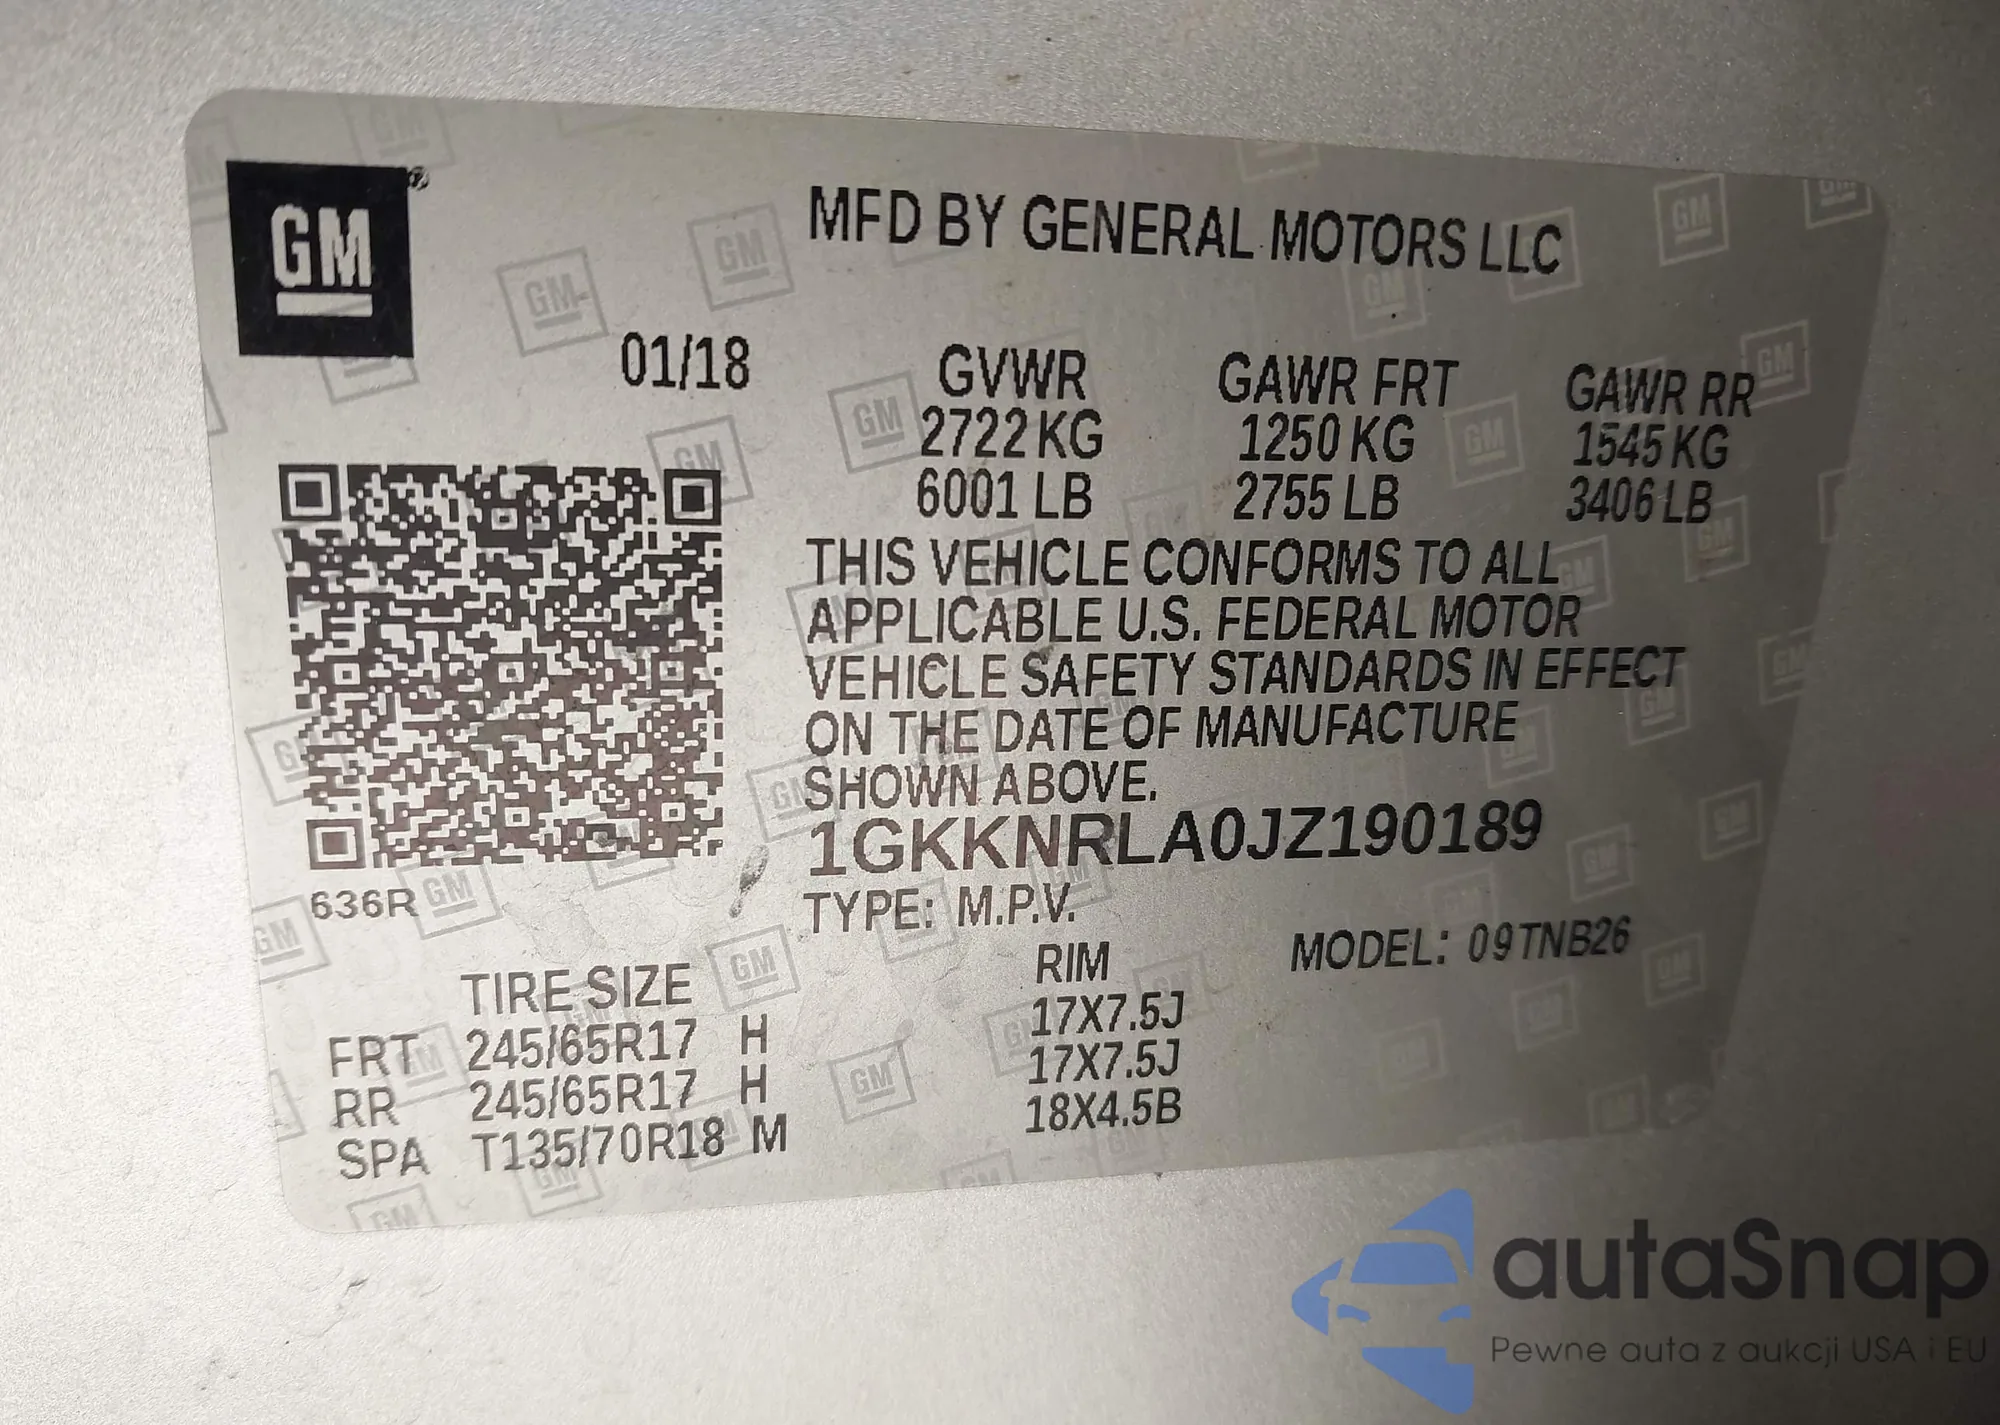 GM®
MFD BY GENERAL MOTORS LLC
01/18
GVWR GAWR FRT GAWR RR
2722 KG 1250 KG 1545 KG
6001 LB 2755 LB 3406 LB
THIS VEHICLE CONFORMS TO ALL
APPLICABLE U.S. FEDERAL MOTOR
VEHICLE SAFETY STANDARDS IN EFFECT
ON THE DATE OF MANUFACTURE
SHOWN ABOVE.
1GKKNRLA0JZ190189
636R
TYPE: M.P.V.
MODEL: 09TNB26
TIRE SIZE RIM
FRT 245/65R17 H 17X7.5J
RR 245/65R17 H 17X7.5J
SPA T135/70R18 M 18X4.5B
autaSnap
Pewne auta z aukcji USA i EU